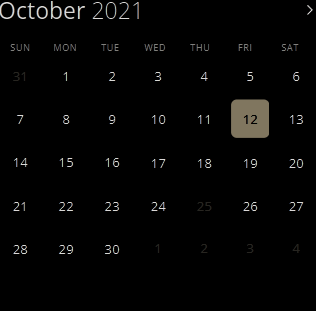 October 2021 >
SUN MON TUE WED THU FRI SAT
31 1 2 3 4 5 6
7 8 9 10 11 12 13
14 15 16 17 18 19 20
21 22 23 24 25 26 27
28 29 30 1 2 3 4